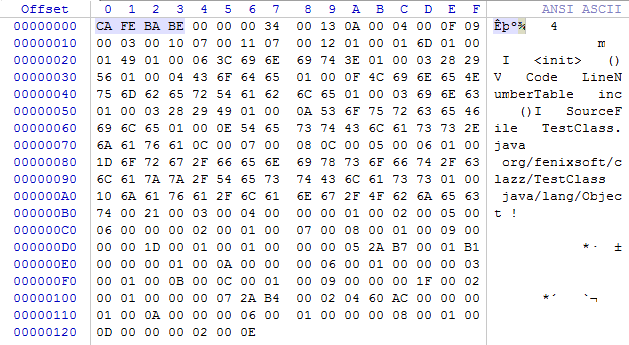 Offset 0 1 2 3 4 5 6 7 8 9 A B C D E F ANSI ASCII
00000000 CA FE BA BE 00 00 00 34 00 13 0A 00 04 00 0F 09 Êþº¾ 4
00000010 00 03 00 10 07 00 11 07 00 12 01 00 01 6D 01 00 m
00000020 01 49 01 00 06 3C 69 6E 69 74 3E 01 00 03 28 29 I <init> ()
00000030 56 01 00 04 43 6F 64 65 01 00 0F 4C 69 6E 65 4E V Code LineN
00000040 75 6D 62 65 72 54 61 62 6C 65 01 00 03 69 6E 63 umberTable inc
00000050 01 00 03 28 29 49 01 00 0A 53 6F 75 72 63 65 46 ()I SourceF
00000060 69 6C 65 01 00 0E 54 65 73 74 43 6C 61 73 73 2E ile TestClass.
00000070 6A 61 76 61 0C 00 07 00 08 0C 00 05 00 06 01 00 java
00000080 1D 6F 72 67 2F 66 65 6E 69 78 73 6F 66 74 2F 63 org/fenixsoft/c
00000090 6C 61 7A 7A 2F 54 65 73 74 43 6C 61 73 73 01 00 lazz/TestClass
000000A0 10 6A 61 76 61 2F 6C 61 6E 67 2F 4F 62 6A 65 63 java/lang/Objec
000000B0 74 00 21 00 03 00 04 00 00 00 01 00 02 00 05 00 t !
000000C0 06 00 00 00 02 00 01 00 07 00 08 00 01 00 09 00
000000D0 00 00 1D 00 01 00 01 00 00 00 05 2A B7 00 01 B1 *· ±
000000E0 00 00 00 01 00 0A 00 00 00 06 00 01 00 00 00 03
000000F0 00 01 00 0B 00 0C 00 01 00 09 00 00 00 1F 00 02
00000100 00 01 00 00 00 07 2A B4 00 02 04 60 AC 00 00 00 *´ `¬
00000110 01 00 0A 00 00 00 06 00 01 00 00 00 08 00 01 00
00000120 0D 00 00 00 02 00 0E